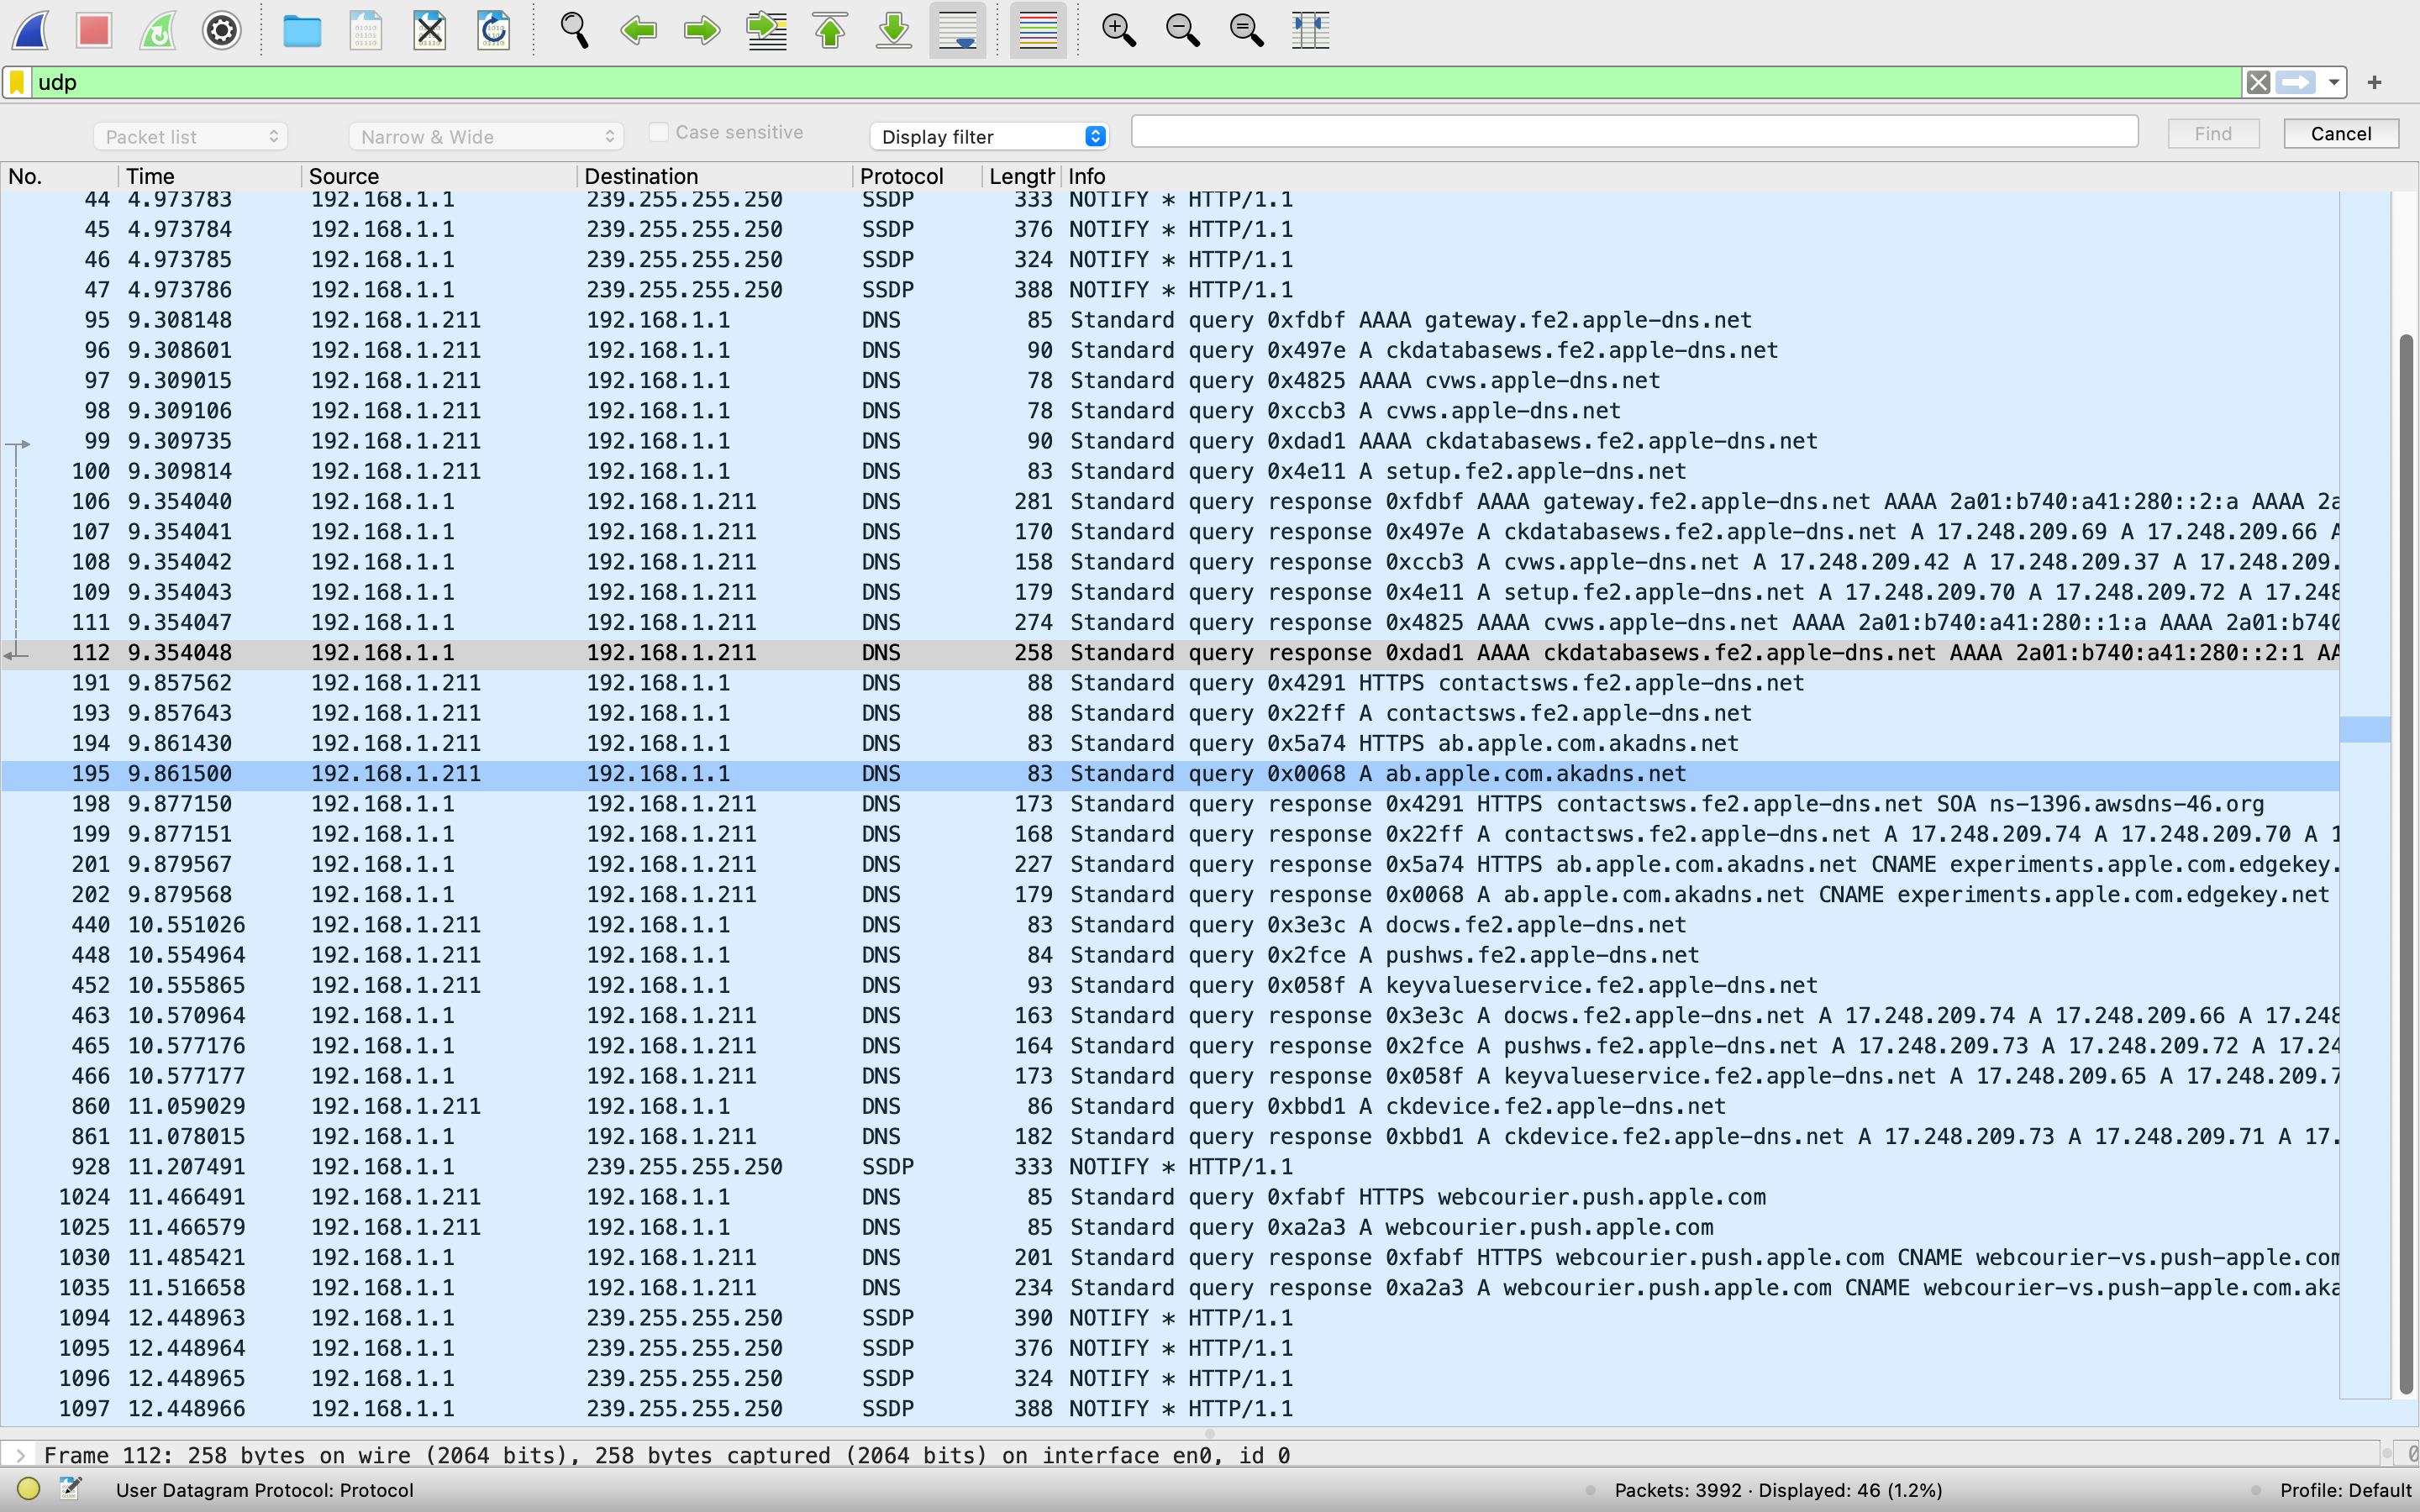 udp
+
Packet list Narrow & Wide Case sensitive Display filter Find Cancel
No. Time Source Destination Protocol Length Info
44 4.973783 192.168.1.1 239.255.255.250 SSDP 333 NOTIFY * HTTP/1.1
45 4.973784 192.168.1.1 239.255.255.250 SSDP 376 NOTIFY * HTTP/1.1
46 4.973785 192.168.1.1 239.255.255.250 SSDP 324 NOTIFY * HTTP/1.1
47 4.973786 192.168.1.1 239.255.255.250 SSDP 388 NOTIFY * HTTP/1.1
95 9.308148 192.168.1.211 192.168.1.1 DNS 85 Standard query 0xfdbf AAAA gateway.fe2.apple-dns.net
96 9.308601 192.168.1.211 192.168.1.1 DNS 90 Standard query 0x497e A ckdatabasews.fe2.apple-dns.net
97 9.309015 192.168.1.211 192.168.1.1 DNS 78 Standard query 0x4825 AAAA cvws.apple-dns.net
98 9.309106 192.168.1.211 192.168.1.1 DNS 78 Standard query 0xccb3 A cvws.apple-dns.net
99 9.309735 192.168.1.211 192.168.1.1 DNS 90 Standard query 0xdad1 AAAA ckdatabasews.fe2.apple-dns.net
100 9.309814 192.168.1.211 192.168.1.1 DNS 83 Standard query 0x4e11 A setup.fe2.apple-dns.net
106 9.354040 192.168.1.1 192.168.1.211 DNS 281 Standard query response 0xfdbf AAAA gateway.fe2.apple-dns.net AAAA 2a01:b740:a41:280::2:a AAAA 2a
107 9.354041 192.168.1.1 192.168.1.211 DNS 170 Standard query response 0x497e A ckdatabasews.fe2.apple-dns.net A 17.248.209.69 A 17.248.209.66 A
108 9.354042 192.168.1.1 192.168.1.211 DNS 158 Standard query response 0xccb3 A cvws.apple-dns.net A 17.248.209.42 A 17.248.209.37 A 17.248.209.
109 9.354043 192.168.1.1 192.168.1.211 DNS 179 Standard query response 0x4e11 A setup.fe2.apple-dns.net A 17.248.209.70 A 17.248.209.72 A 17.248
111 9.354047 192.168.1.1 192.168.1.211 DNS 274 Standard query response 0x4825 AAAA cvws.apple-dns.net AAAA 2a01:b740:a41:280::1:a AAAA 2a01:b740
112 9.354048 192.168.1.1 192.168.1.211 DNS 258 Standard query response 0xdad1 AAAA ckdatabasews.fe2.apple-dns.net AAAA 2a01:b740:a41:280::2:1 AA
191 9.857562 192.168.1.211 192.168.1.1 DNS 88 Standard query 0x4291 HTTPS contactsws.fe2.apple-dns.net
193 9.857643 192.168.1.211 192.168.1.1 DNS 88 Standard query 0x22ff A contactsws.fe2.apple-dns.net
194 9.861430 192.168.1.211 192.168.1.1 DNS 83 Standard query 0x5a74 HTTPS ab.apple.com.akadns.net
195 9.861500 192.168.1.211 192.168.1.1 DNS 83 Standard query 0x0068 A ab.apple.com.akadns.net
198 9.877150 192.168.1.1 192.168.1.211 DNS 173 Standard query response 0x4291 HTTPS contactsws.fe2.apple-dns.net SOA ns-1396.awsdns-46.org
199 9.877151 192.168.1.1 192.168.1.211 DNS 168 Standard query response 0x22ff A contactsws.fe2.apple-dns.net A 17.248.209.74 A 17.248.209.70 A 1
201 9.879567 192.168.1.1 192.168.1.211 DNS 227 Standard query response 0x5a74 HTTPS ab.apple.com.akadns.net CNAME experiments.apple.com.edgekey.
202 9.879568 192.168.1.1 192.168.1.211 DNS 179 Standard query response 0x0068 A ab.apple.com.akadns.net CNAME experiments.apple.com.edgekey.net
440 10.551026 192.168.1.211 192.168.1.1 DNS 83 Standard query 0x3e3c A docws.fe2.apple-dns.net
448 10.554964 192.168.1.211 192.168.1.1 DNS 84 Standard query 0x2fce A pushws.fe2.apple-dns.net
452 10.555865 192.168.1.211 192.168.1.1 DNS 93 Standard query 0x058f A keyvalueservice.fe2.apple-dns.net
463 10.570964 192.168.1.1 192.168.1.211 DNS 163 Standard query response 0x3e3c A docws.fe2.apple-dns.net A 17.248.209.74 A 17.248.209.66 A 17.248
465 10.577176 192.168.1.1 192.168.1.211 DNS 164 Standard query response 0x2fce A pushws.fe2.apple-dns.net A 17.248.209.73 A 17.248.209.72 A 17.24
466 10.577177 192.168.1.1 192.168.1.211 DNS 173 Standard query response 0x058f A keyvalueservice.fe2.apple-dns.net A 17.248.209.65 A 17.248.209.7
860 11.059029 192.168.1.211 192.168.1.1 DNS 86 Standard query 0xbbd1 A ckdevice.fe2.apple-dns.net
861 11.078015 192.168.1.1 192.168.1.211 DNS 182 Standard query response 0xbbd1 A ckdevice.fe2.apple-dns.net A 17.248.209.73 A 17.248.209.71 A 17.
928 11.207491 192.168.1.1 239.255.255.250 SSDP 333 NOTIFY * HTTP/1.1
1024 11.466491 192.168.1.211 192.168.1.1 DNS 85 Standard query 0xfabf HTTPS webcourier.push.apple.com
1025 11.466579 192.168.1.211 192.168.1.1 DNS 85 Standard query 0xa2a3 A webcourier.push.apple.com
1030 11.485421 192.168.1.1 192.168.1.211 DNS 201 Standard query response 0xfabf HTTPS webcourier.push.apple.com CNAME webcourier-vs.push-apple.com
1035 11.516658 192.168.1.1 192.168.1.211 DNS 234 Standard query response 0xa2a3 A webcourier.push.apple.com CNAME webcourier-vs.push-apple.com.aka
1094 12.448963 192.168.1.1 239.255.255.250 SSDP 390 NOTIFY * HTTP/1.1
1095 12.448964 192.168.1.1 239.255.255.250 SSDP 376 NOTIFY * HTTP/1.1
1096 12.448965 192.168.1.1 239.255.255.250 SSDP 324 NOTIFY * HTTP/1.1
1097 12.448966 192.168.1.1 239.255.255.250 SSDP 388 NOTIFY * HTTP/1.1
Frame 112: 258 bytes on wire (2064 bits), 258 bytes captured (2064 bits) on interface en0, id 0
User Datagram Protocol: Protocol Packets: 3992 · Displayed: 46 (1.2%) Profile: Default